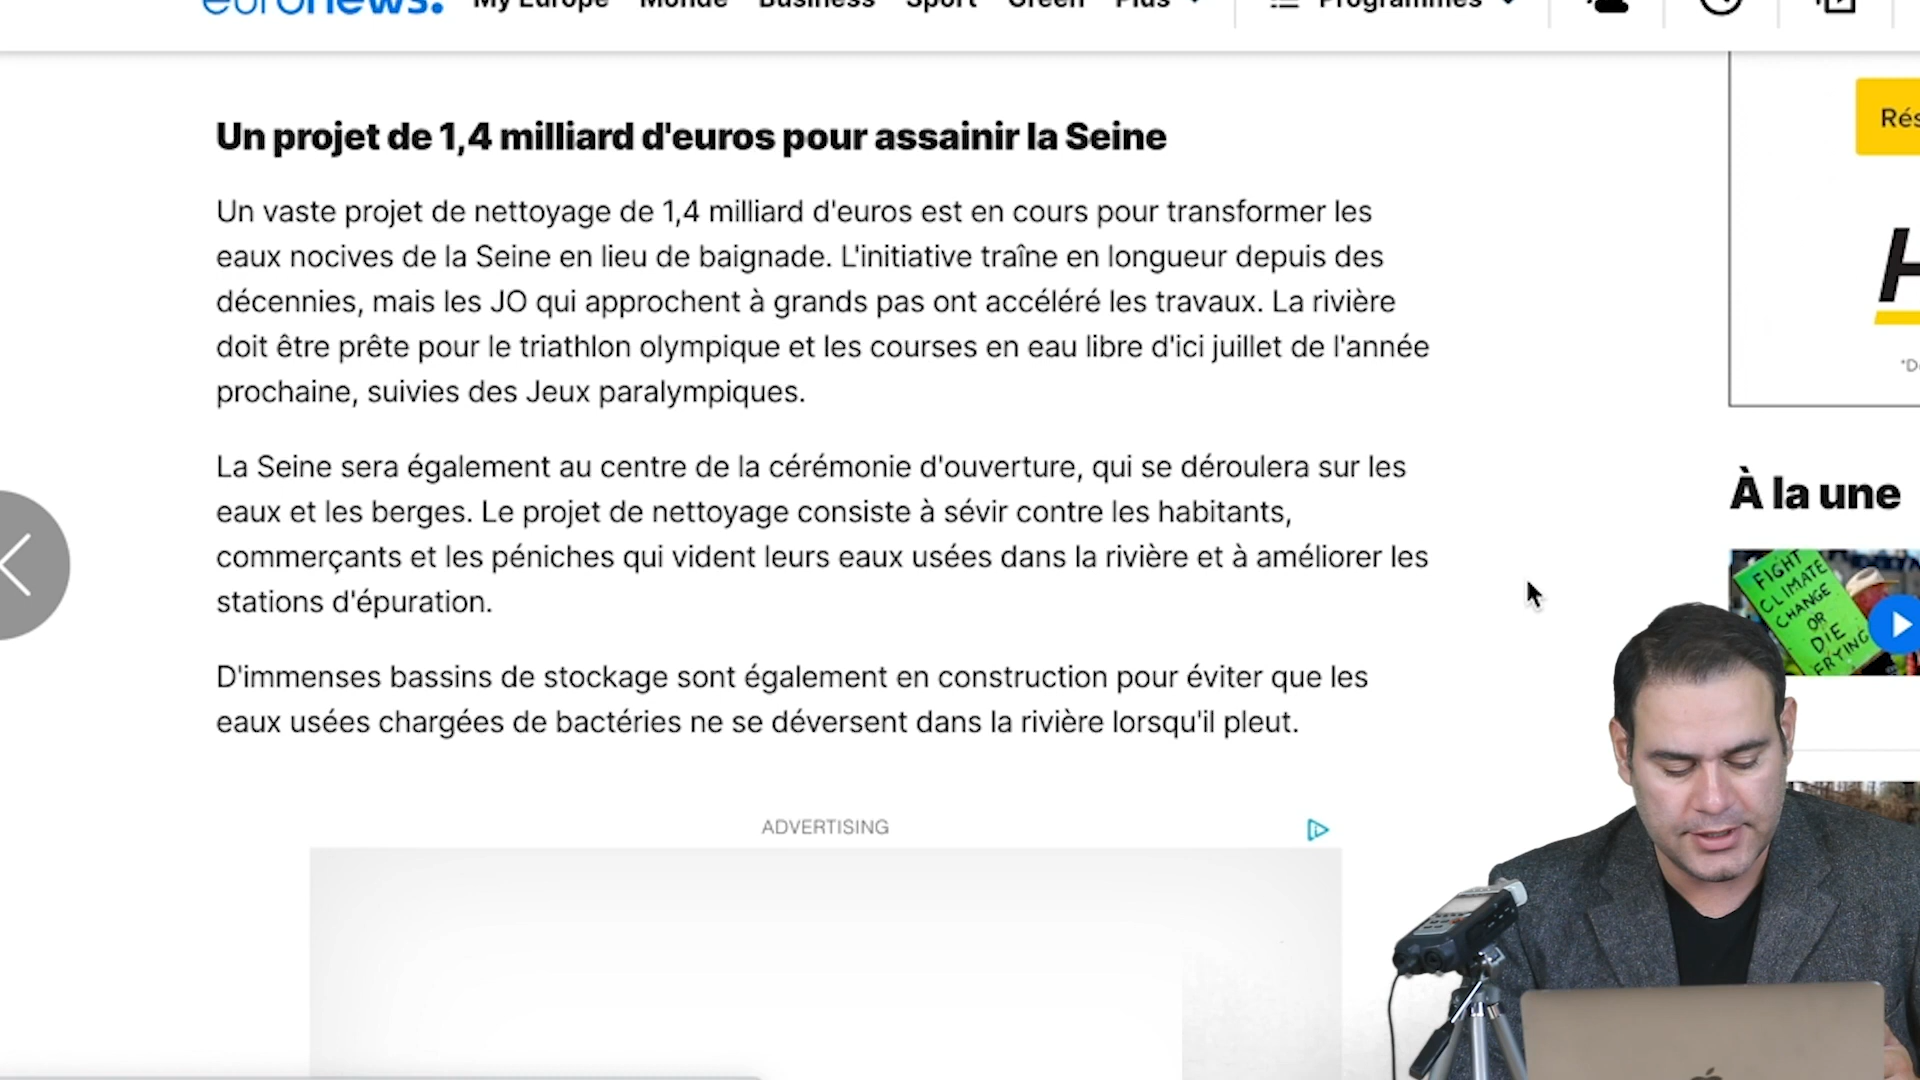 euronews. My Europe Monde Business Sport Green Plus Programmes
Un projet de 1,4 milliard d'euros pour assainir la Seine
Un vaste projet de nettoyage de 1,4 milliard d'euros est en cours pour transformer les
eaux nocives de la Seine en lieu de baignade. L'initiative traîne en longueur depuis des
décennies, mais les JO qui approchent à grands pas ont accéléré les travaux. La rivière
doit être prête pour le triathlon olympique et les courses en eau libre d'ici juillet de l'année
prochaine, suivies des Jeux paralympiques.
La Seine sera également au centre de la cérémonie d'ouverture, qui se déroulera sur les
eaux et les berges. Le projet de nettoyage consiste à sévir contre les habitants,
commerçants et les péniches qui vident leurs eaux usées dans la rivière et à améliorer les
stations d'épuration.
D'immenses bassins de stockage sont également en construction pour éviter que les
eaux usées chargées de bactéries ne se déversent dans la rivière lorsqu'il pleut.
ADVERTISING
À la une
FIGHT
CLIMATE
CHANGE
OR
DIE
FRYING